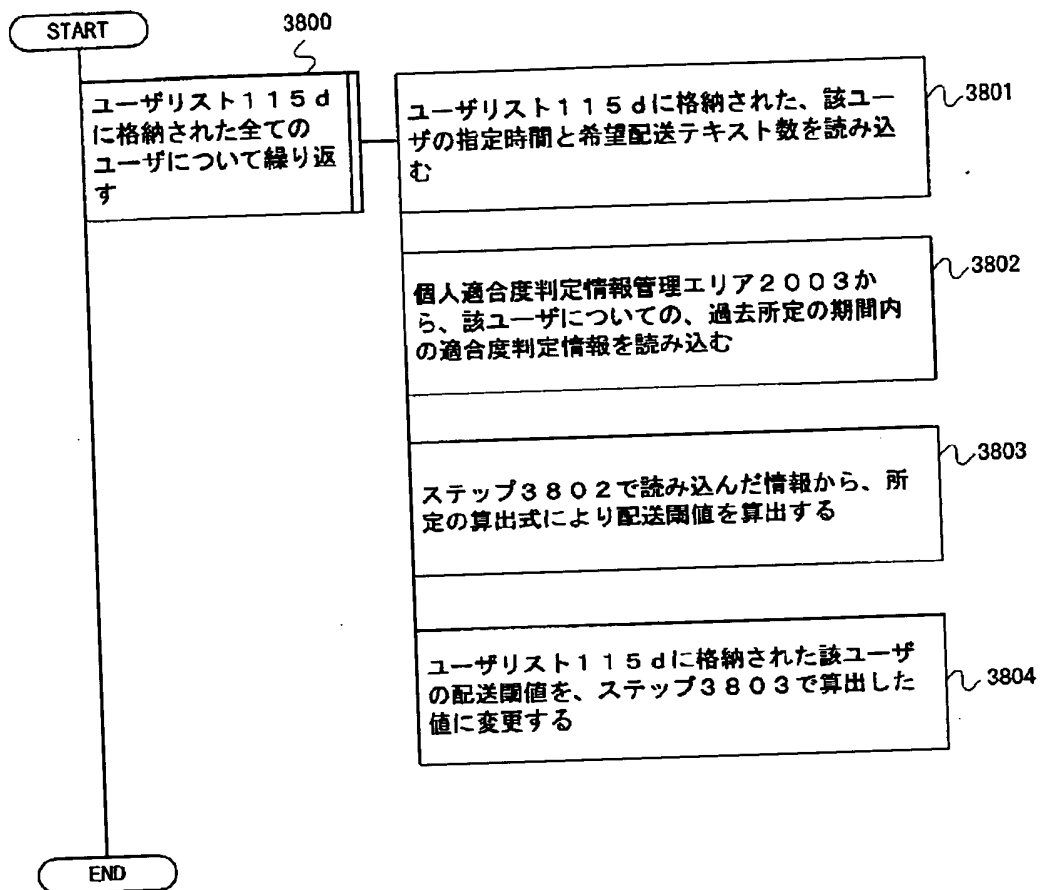 START
3800
ユーザリスト１１５ｄ
に格納された全ての
ユーザについて繰り返
す
ユーザリスト１１５ｄに格納された、該ユー
ザの指定時間と希望配送テキスト数を読み込
む
3801
個人適合度判定情報管理エリア２００３か
ら、該ユーザについての、過去所定の期間内
の適合度判定情報を読み込む
3802
ステップ３８０２で読み込んだ情報から、所
定の算出式により配送閾値を算出する
3803
ユーザリスト１１５ｄに格納された該ユーザ
の配送閾値を、ステップ３８０３で算出した
値に変更する
3804
END